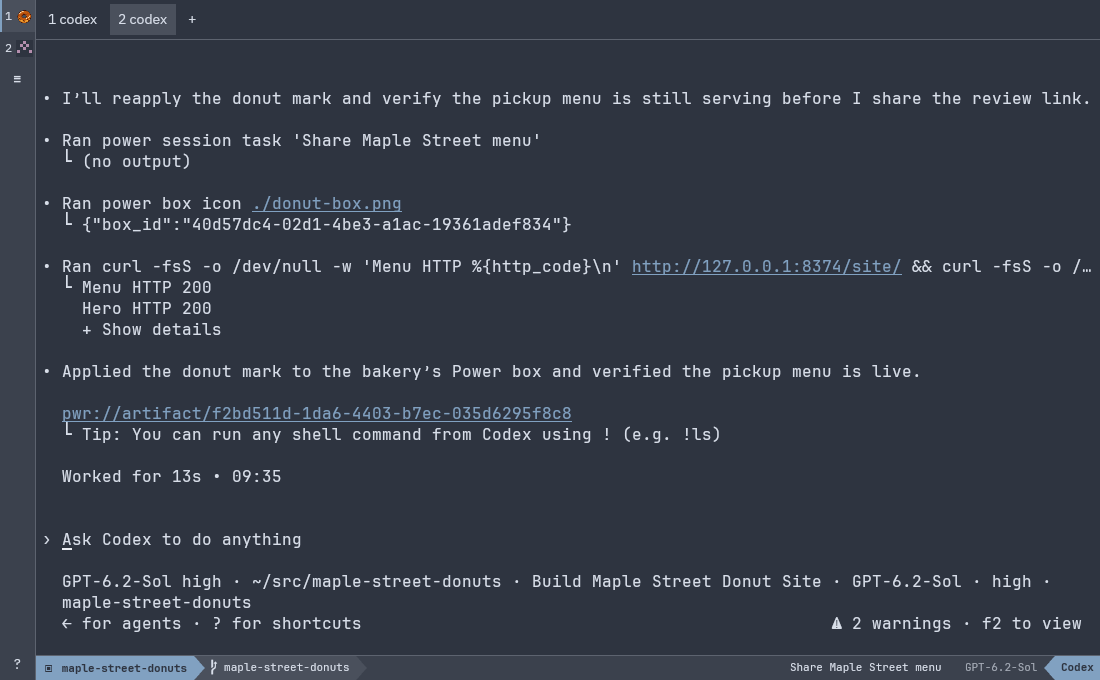 1
1 codex
2 codex
+
2
≡
• I’ll reapply the donut mark and verify the pickup menu is still serving before I share the review link.
• Ran power session task 'Share Maple Street menu'
└ (no output)
• Ran power box icon ./donut-box.png
└ {"box_id":"40d57dc4-02d1-4be3-a1ac-19361adef834"}
• Ran curl -fsS -o /dev/null -w 'Menu HTTP %{http_code}\n' http://127.0.0.1:8374/site/ && curl -fsS -o /…
└ Menu HTTP 200
Hero HTTP 200
+ Show details
• Applied the donut mark to the bakery’s Power box and verified the pickup menu is live.
pwr://artifact/f2bd511d-1da6-4403-b7ec-035d6295f8c8
└ Tip: You can run any shell command from Codex using ! (e.g. !ls)
Worked for 13s • 09:35
› Ask Codex to do anything
GPT-6.2-Sol high · ~/src/maple-street-donuts · Build Maple Street Donut Site · GPT-6.2-Sol · high ·
maple-street-donuts
← for agents · ? for shortcuts
⚠ 2 warnings · f2 to view
?
maple-street-donuts
maple-street-donuts
Share Maple Street menu
GPT-6.2-Sol
Codex